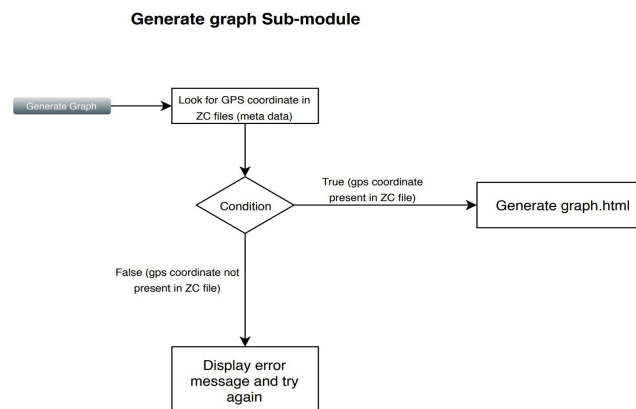 Generate graph Sub-module
Generate Graph
Look for GPS coordinate in
ZC files (meta data)
Condition
True (gps coordinate
present in ZC file)
Generate graph.html
False (gps coordinate not
present in ZC file)
Display error
message and try
again